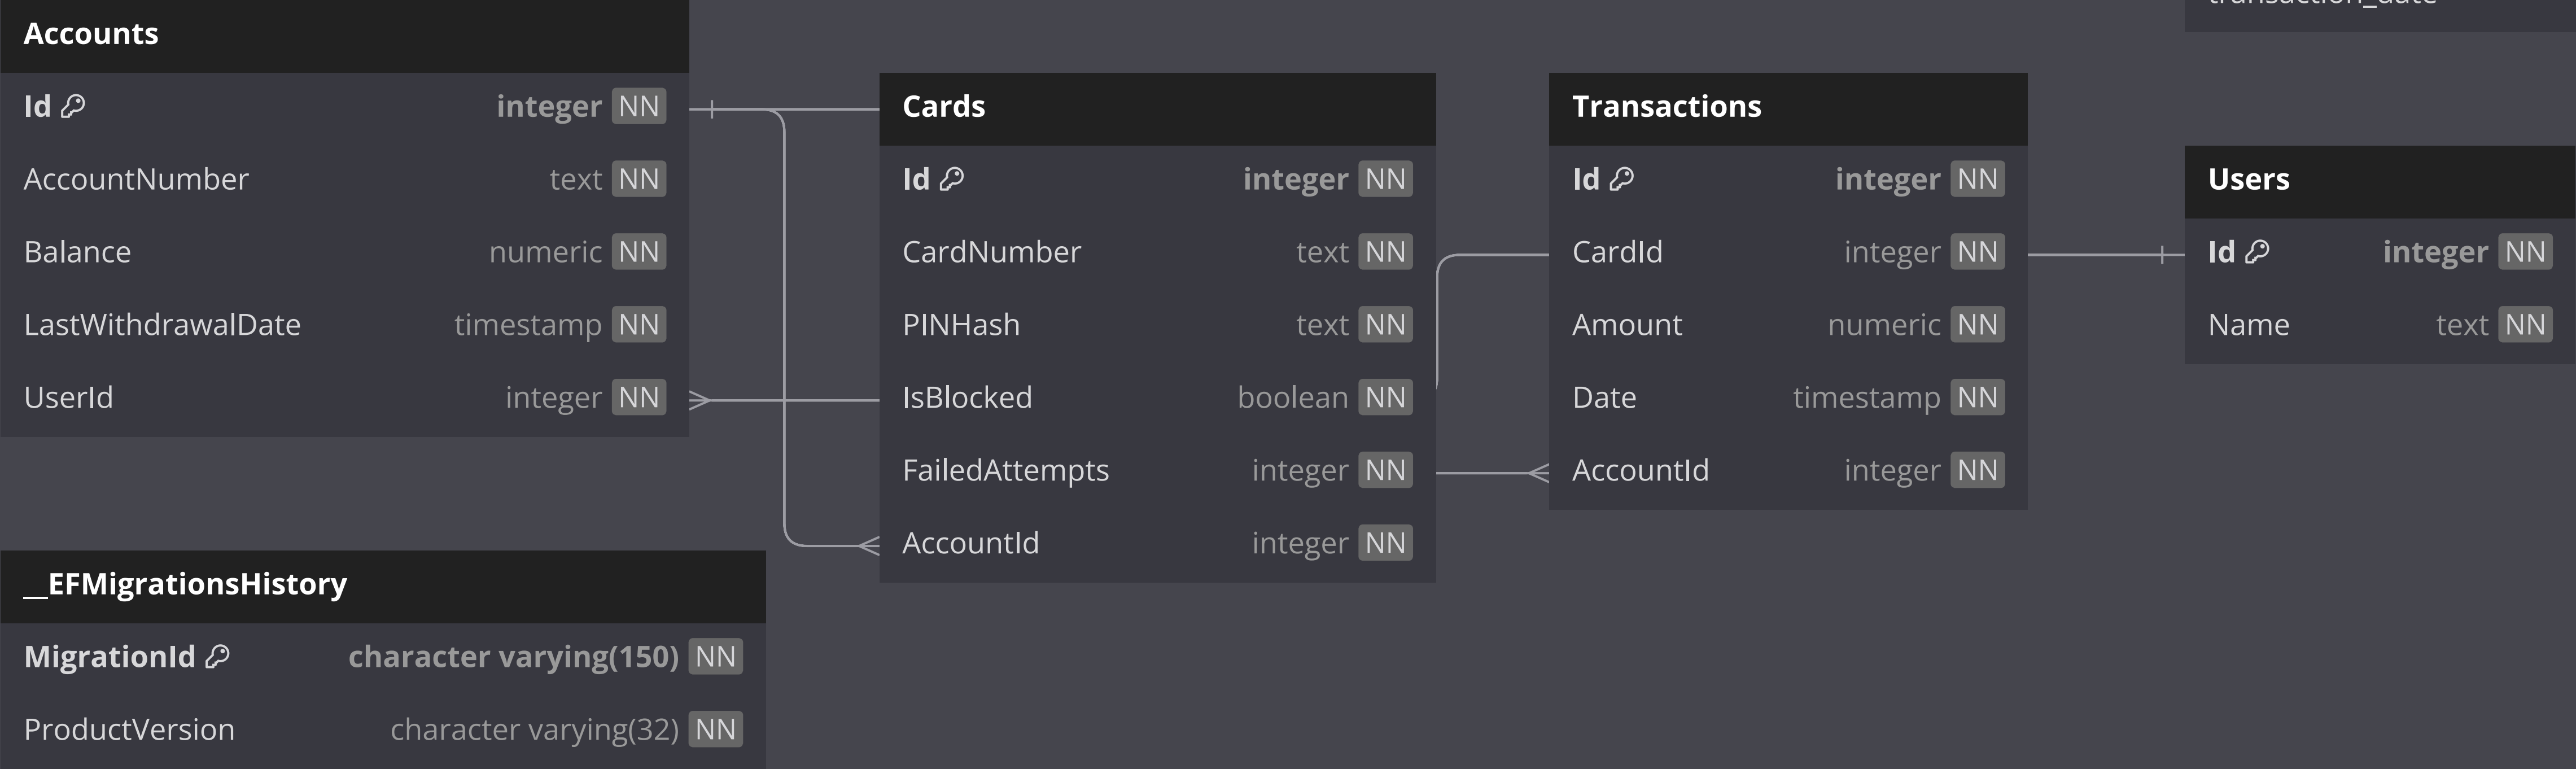 transaction_date
Accounts
Id integer NN
AccountNumber text NN
Balance numeric NN
LastWithdrawalDate timestamp NN
UserId integer NN
Cards
Id integer NN
CardNumber text NN
PINHash text NN
IsBlocked boolean NN
FailedAttempts integer NN
AccountId integer NN
Transactions
Id integer NN
CardId integer NN
Amount numeric NN
Date timestamp NN
AccountId integer NN
Users
Id integer NN
Name text NN
__EFMigrationsHistory
MigrationId character varying(150) NN
ProductVersion character varying(32) NN